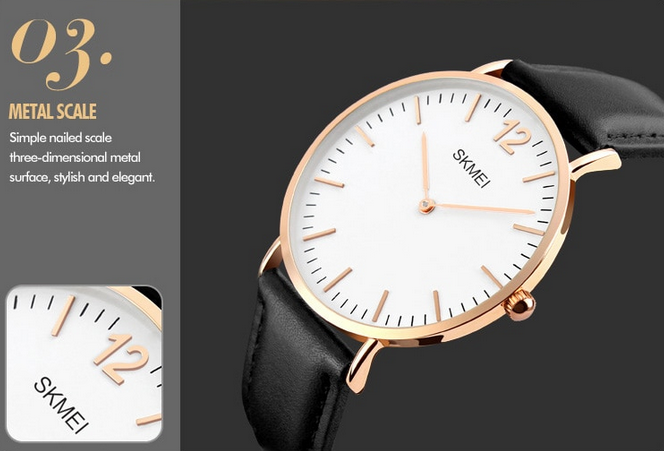 03.
METAL SCALE
Simple nailed scale
three-dimensional metal
surface, stylish and elegant.
12
SKMEI
12
SKMEI